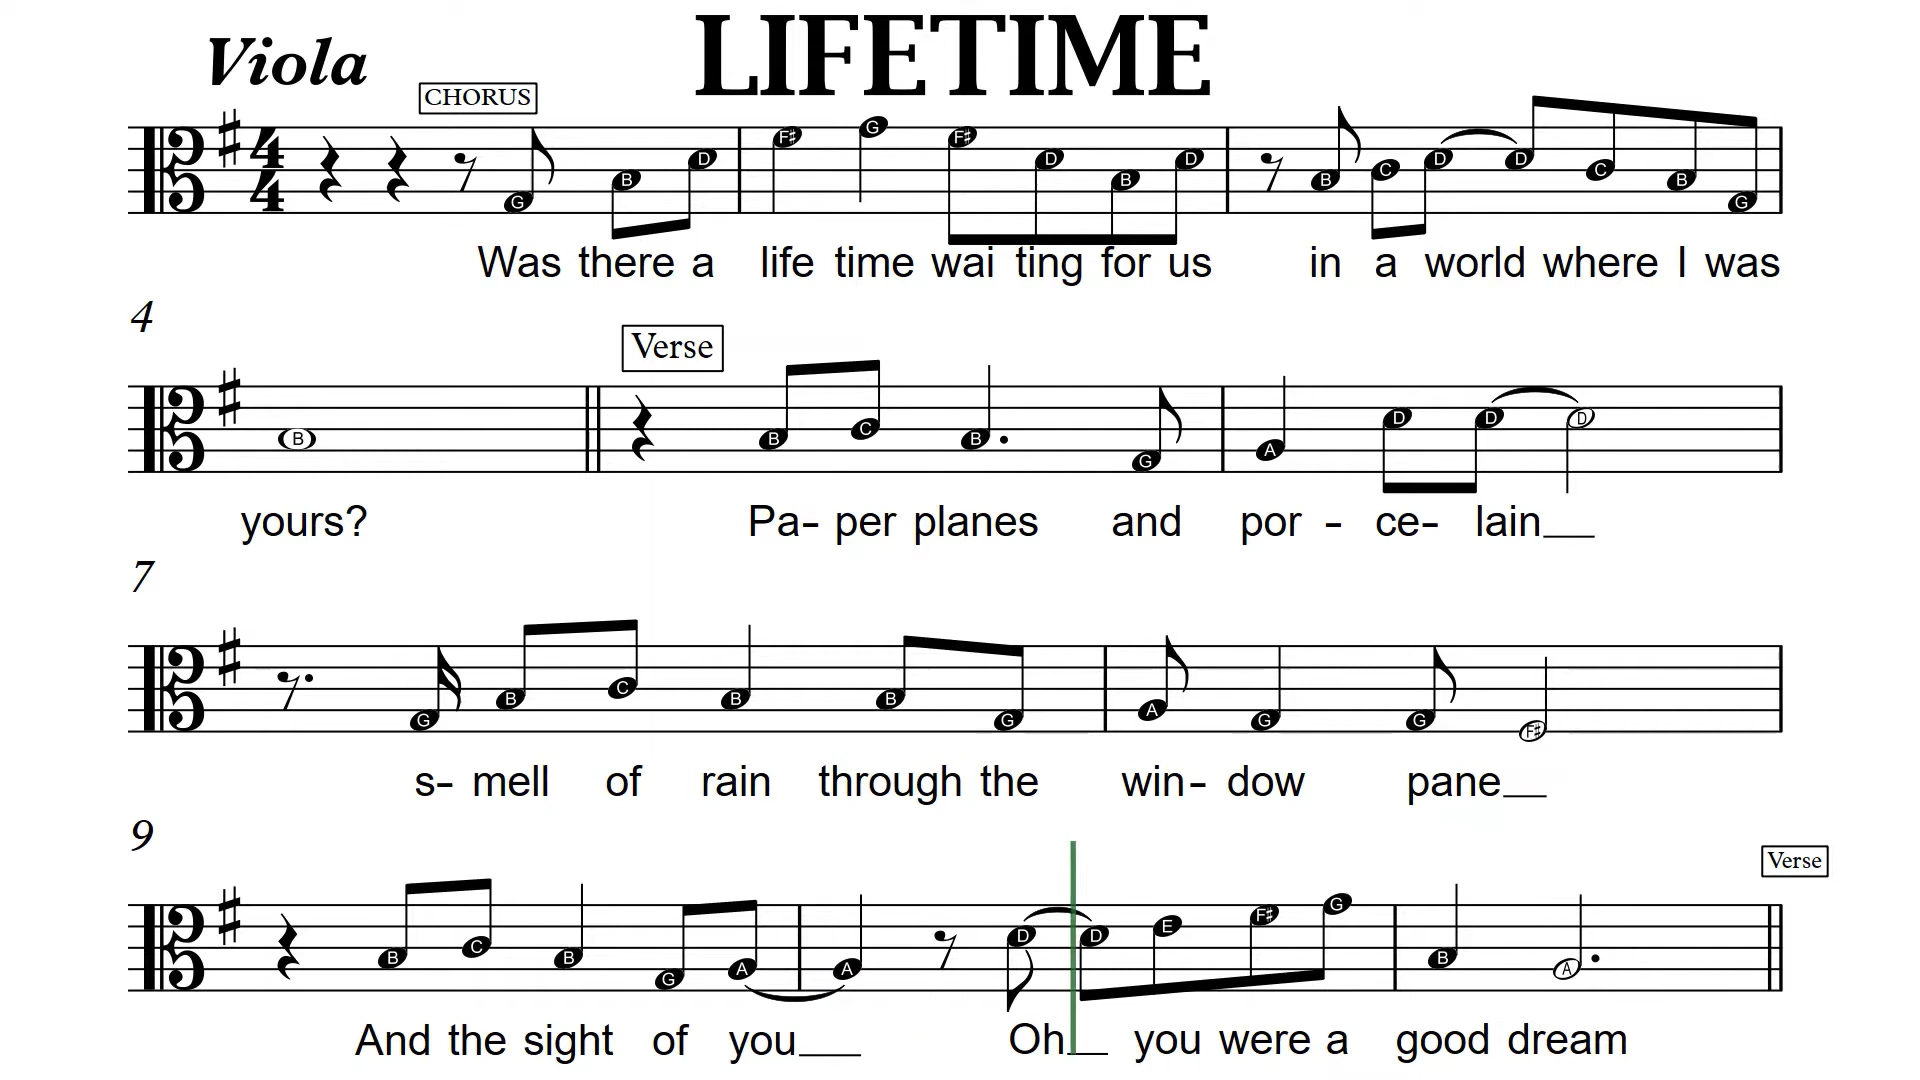 LIFETIME
Viola
CHORUS
4 4
G B D F# G F# D B D B C D D C B G
Was there a life time wai ting for us in a world where I was
4
Verse
B B C B G A D D D
yours? Pa- per planes and por - ce- lain__
7
G B C B B G A G G F#
s- mell of rain through the win- dow pane__
9
Verse
B C B G A A D D E F# G B A
And the sight of you__ Oh__ you were a good dream